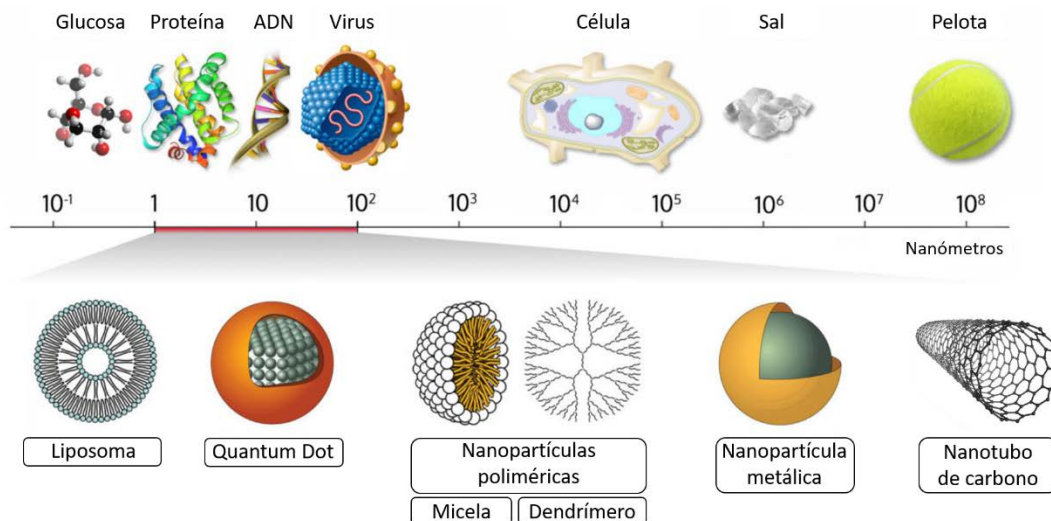 Glucosa Proteína ADN Virus Célula Sal Pelota
10⁻¹ 1 10 10² 10³ 10⁴ 10⁵ 10⁶ 10⁷ 10⁸
Nanómetros
Liposoma Quantum Dot Nanopartículas poliméricas Nanopartícula metálica Nanotubo de carbono
Micela Dendrímero